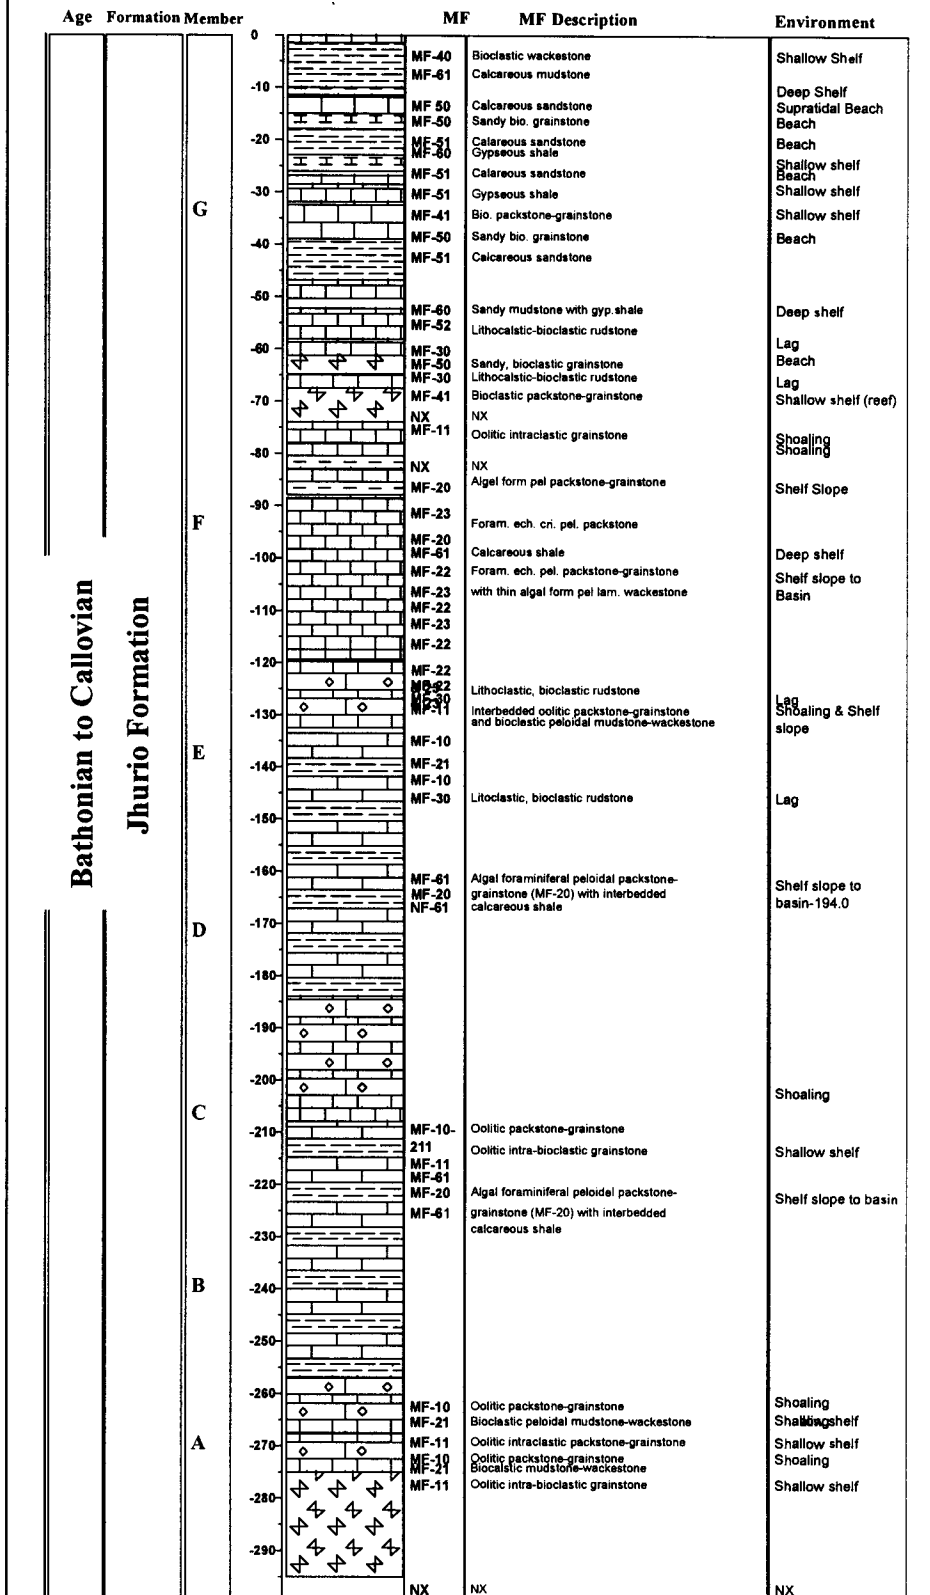 Age Formation Member MF MF Description Environment
0
MF-40 Bioclastic wackestone Shallow Shelf
MF-61 Calcareous mudstone
-10 Deep Shelf
MF 50 Calcareous sandstone Supratidal Beach
MF-50 Sandy bio. grainstone Beach
-20
MF-51 Calareous sandstone Beach
MF-60 Gypseous shale
Shallow shelf
MF-51 Calareous sandstone Beach
-30 MF-51 Gypseous shale Shallow shelf
G MF-41 Bio. packstone-grainstone Shallow shelf
-40 MF-50 Sandy bio. grainstone Beach
MF-51 Calcareous sandstone
-50
MF-60 Sandy mudstone with gyp.shale Deep shelf
MF-52 Lithocalstic-bioclastic rudstone
-60 MF-30 Lag
MF-50 Sandy, bioclastic grainstone Beach
MF-30 Lithocalstic-bioclastic rudstone Lag
-70 MF-41 Bioclastic packstone-grainstone Shallow shelf (reef)
NX NX
MF-11 Oolitic intraclastic grainstone Shoaling
-80 Shoaling
NX NX
MF-20 Algel form pel packstone-grainstone Shelf Slope
-90
F MF-23 Foram. ech. cri. pel. packstone
MF-20
-100 MF-61 Calcareous shale Deep shelf
MF-22 Foram. ech. pel. packstone-grainstone Shelf slope to
MF-23 with thin algal form pel lam. wackestone Basin
-110 MF-22
MF-23
MF-22
-120
MF-22
MF-22 Lithoclastic, bioclastic rudstone
MF-30 Lag
-130 MF-11 Interbedded oolitic packstone-grainstone Shoaling & Shelf
and bioclastic peloidal mudstone-wackestone slope
MF-10
E
-140 MF-21
MF-10
MF-30 Litoclastic, bioclastic rudstone Lag
-150
-160
MF-61 Algal foraminiferal peloidal packstone- Shelf slope to
MF-20 grainstone (MF-20) with interbedded basin-194.0
NF-61 calcareous shale
-170
D
-180
-190
-200 Shoaling
C
-210 MF-10- Oolitic packstone-grainstone
211 Oolitic intra-bioclastic grainstone Shallow shelf
MF-11
MF-61
-220 MF-20 Algal foraminiferal peloidel packstone- Shelf slope to basin
MF-61 grainstone (MF-20) with interbedded
calcareous shale
-230
-240
B
-250
-260
MF-10 Oolitic packstone-grainstone Shoaling
MF-21 Bioclastic peloidal mudstone-wackestone
-270 A MF-11 Oolitic intraclastic packstone-grainstone Shallow shelf
MF-10 Oolitic packstone-grainstone Shoaling
MF-21 Biocalstic mudstone-wackestone
MF-11 Oolitic intra-bioclastic grainstone Shallow shelf
-280
-290
NX NX NX
Bathonian to Callovian
Jhurio Formation